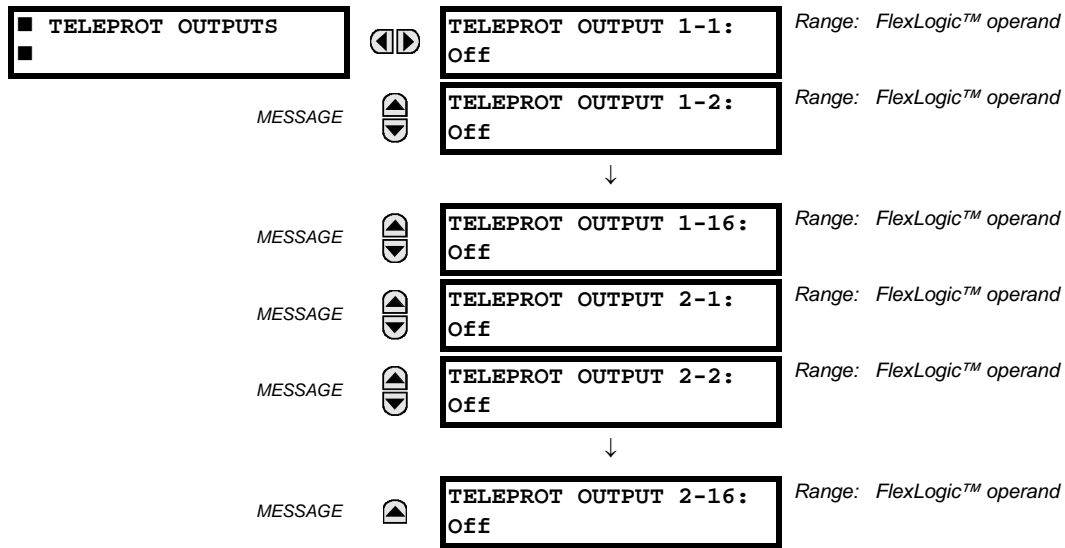 ■ TELEPROT OUTPUTS
■
TELEPROT OUTPUT 1-1:
Off
Range: FlexLogic™ operand
MESSAGE
TELEPROT OUTPUT 1-2:
Off
Range: FlexLogic™ operand
↓
MESSAGE
TELEPROT OUTPUT 1-16:
Off
Range: FlexLogic™ operand
MESSAGE
TELEPROT OUTPUT 2-1:
Off
Range: FlexLogic™ operand
MESSAGE
TELEPROT OUTPUT 2-2:
Off
Range: FlexLogic™ operand
↓
MESSAGE
TELEPROT OUTPUT 2-16:
Off
Range: FlexLogic™ operand